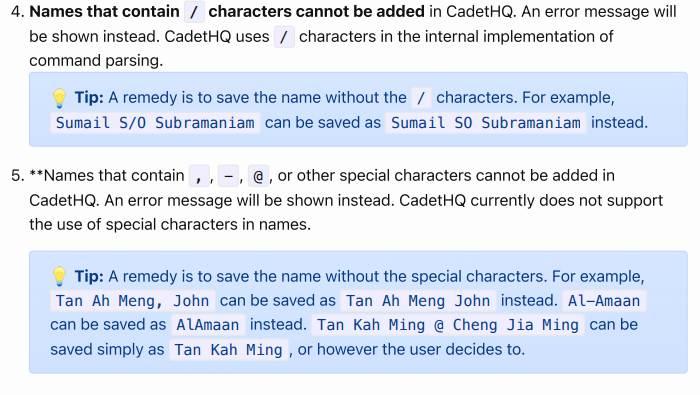 4. Names that contain / characters cannot be added in CadetHQ. An error message will
be shown instead. CadetHQ uses / characters in the internal implementation of
command parsing.
💡 Tip: A remedy is to save the name without the / characters. For example,
Sumail S/O Subramaniam can be saved as Sumail SO Subramaniam instead.
5. **Names that contain , , - , @ , or other special characters cannot be added in
CadetHQ. An error message will be shown instead. CadetHQ currently does not support
the use of special characters in names.
💡 Tip: A remedy is to save the name without the special characters. For example,
Tan Ah Meng, John can be saved as Tan Ah Meng John instead. Al-Amaan
can be saved as AlAmaan instead. Tan Kah Ming @ Cheng Jia Ming can be
saved simply as Tan Kah Ming , or however the user decides to.